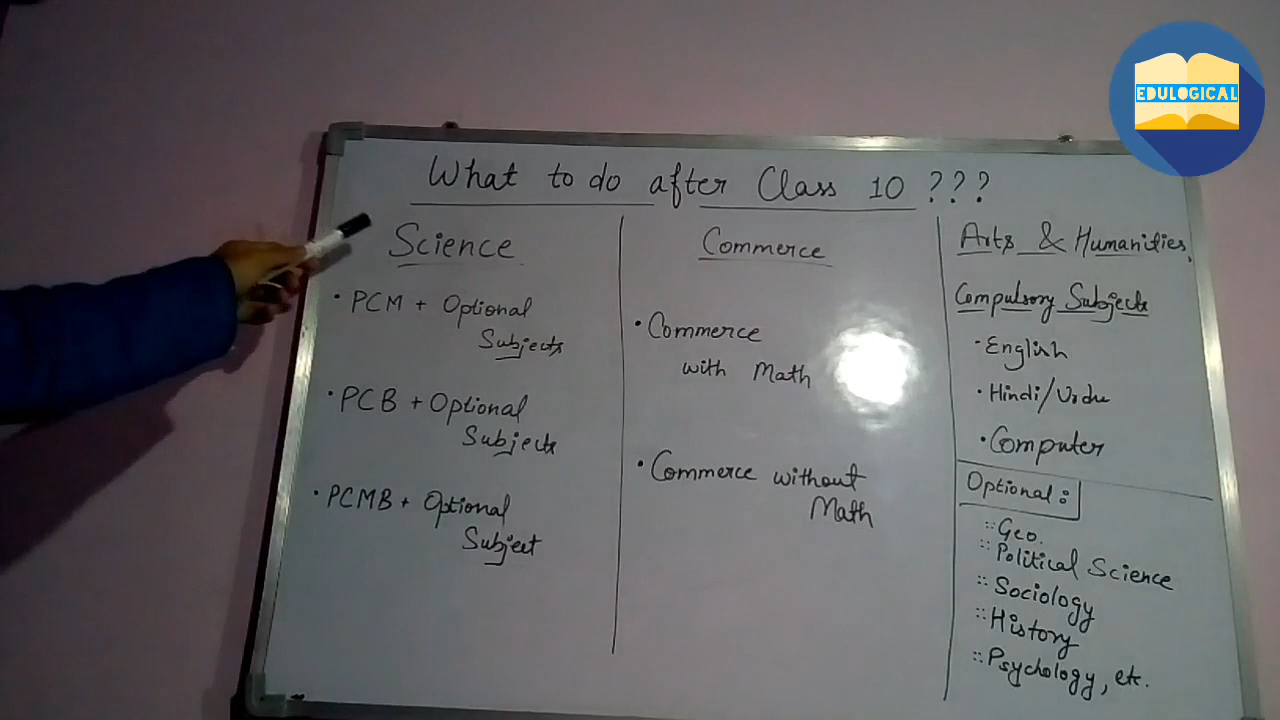 EDULOGICAL
What to do after Class 10 ???
Science
• PCM + Optional
Subjects
• PCB + Optional
Subjects
• PCMB + Optional
Subject
Commerce
• Commerce
with Math
• Commerce without
Math
Arts & Humanities,
Compulsory Subjects
• English
• Hindi/Urdu
• Computer
Optional :
:: Geo.
:: Political Science
:: Sociology
:: History
:: Psychology, etc.